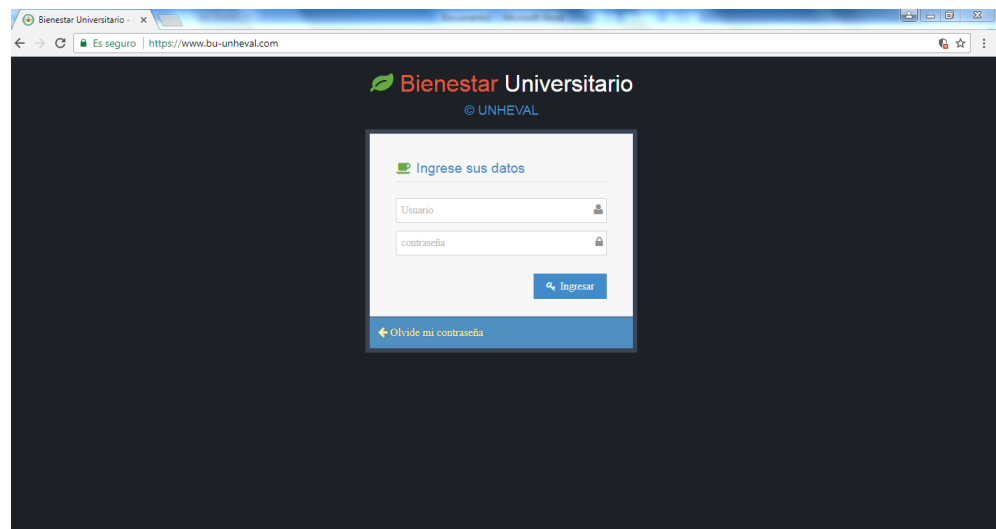 Bienestar Universitario -
Es seguro | https://www.bu-unheval.com
Bienestar Universitario
© UNHEVAL
Ingrese sus datos
Usuario
contraseña
Ingresar
Olvide mi contraseña